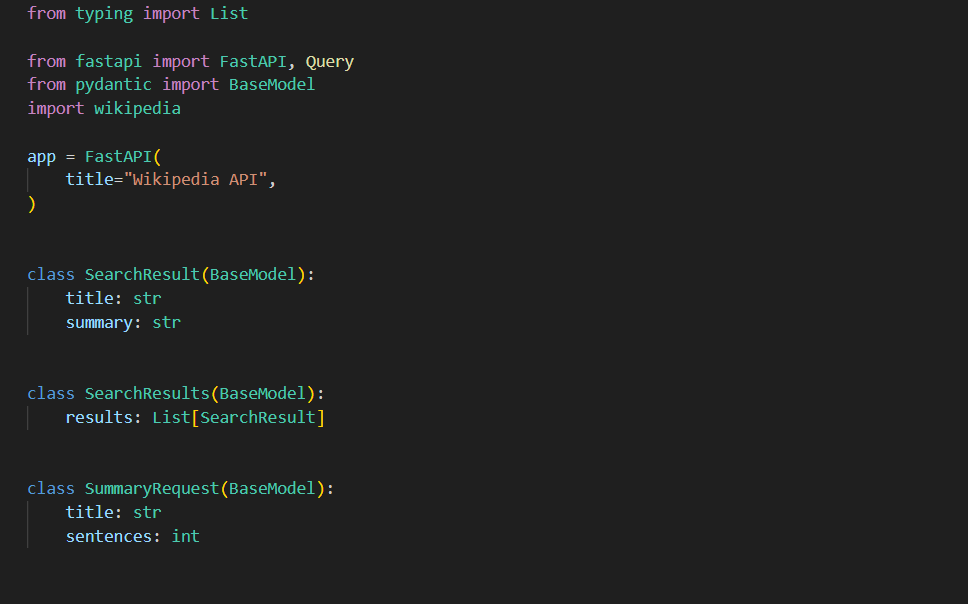 from typing import List
from fastapi import FastAPI, Query
from pydantic import BaseModel
import wikipedia
app = FastAPI(
    title="Wikipedia API",
)
class SearchResult(BaseModel):
    title: str
    summary: str
class SearchResults(BaseModel):
    results: List[SearchResult]
class SummaryRequest(BaseModel):
    title: str
    sentences: int